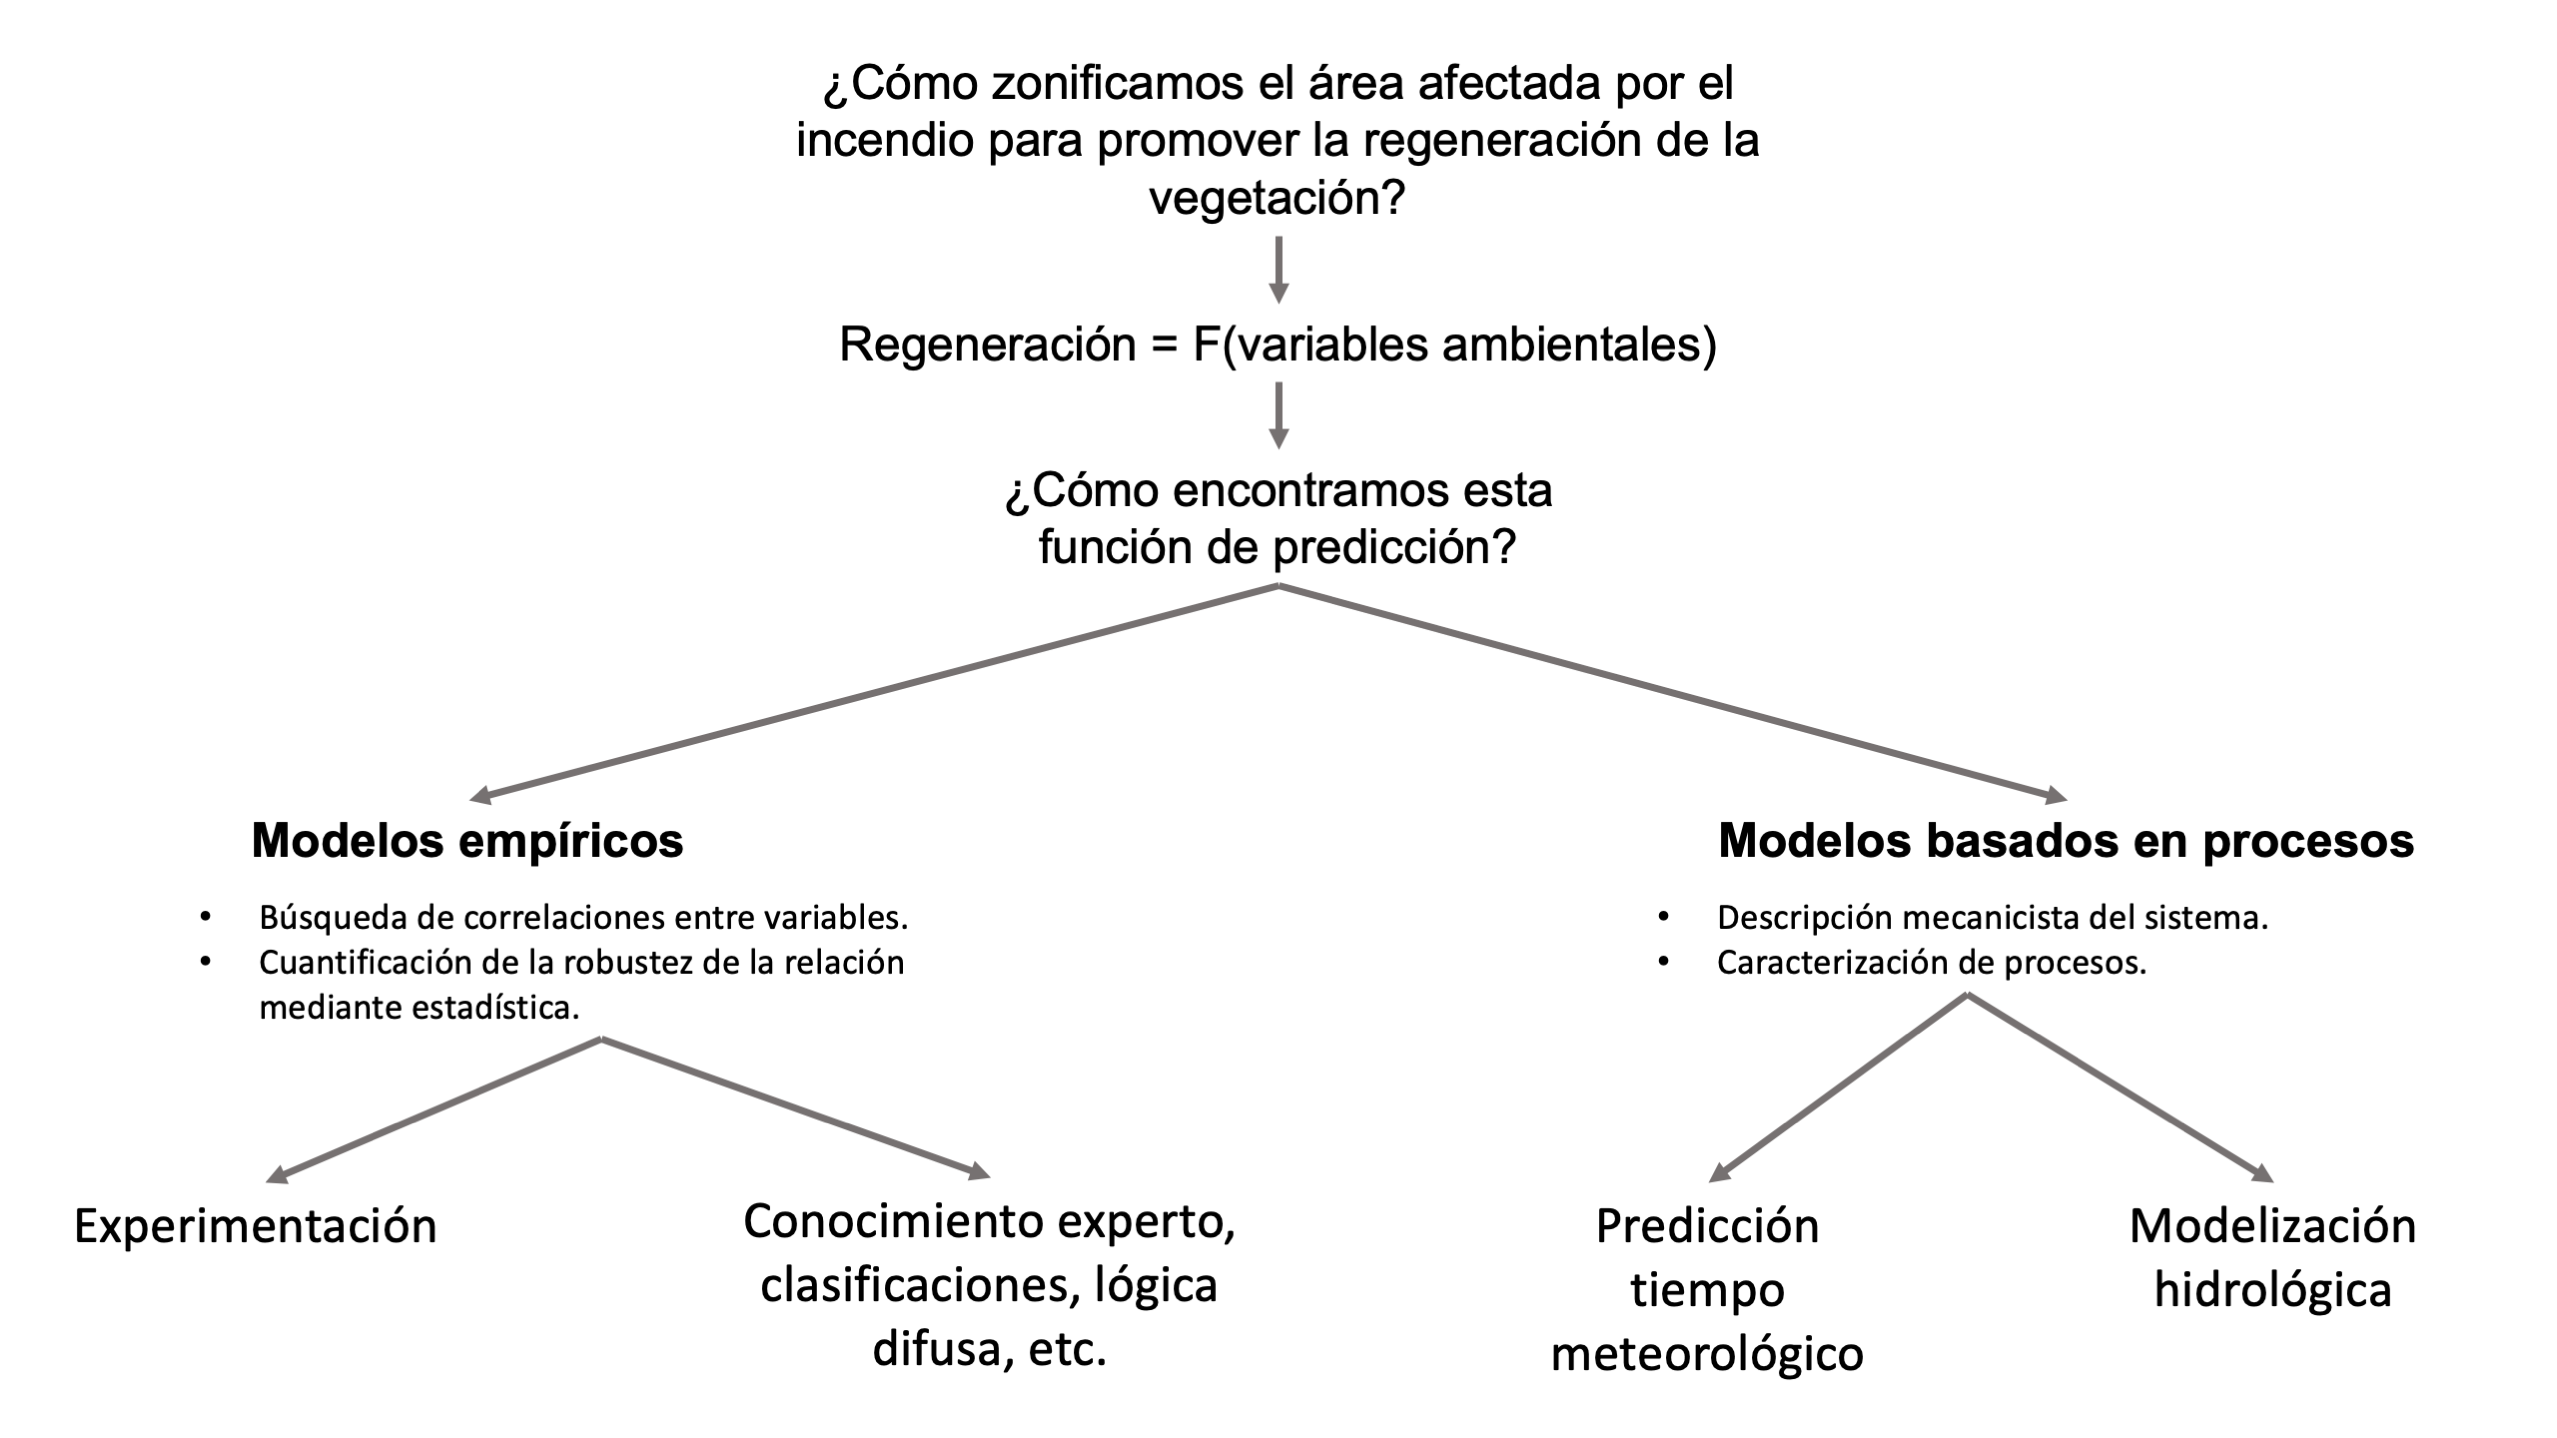 ¿Cómo zonificamos el área afectada por el
incendio para promover la regeneración de la
vegetación?
Regeneración = F(variables ambientales)
¿Cómo encontramos esta
función de predicción?
Modelos empíricos
• Búsqueda de correlaciones entre variables.
• Cuantificación de la robustez de la relación
mediante estadística.
Modelos basados en procesos
• Descripción mecanicista del sistema.
• Caracterización de procesos.
Experimentación
Conocimiento experto,
clasificaciones, lógica
difusa, etc.
Predicción
tiempo
meteorológico
Modelización
hidrológica